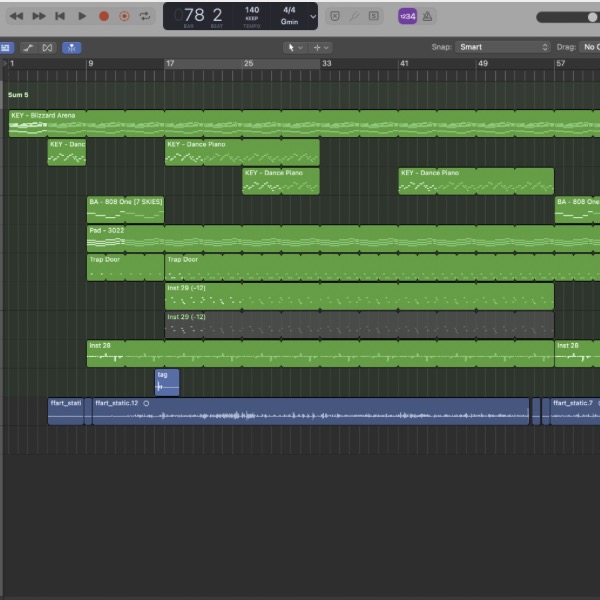 078 2
BAR BEAT
140
KEEP
TEMPO
4/4
Gmin
1234
Snap: Smart
Drag: No
1 9 17 25 33 41 49 57
Sum 5
KEY - Blizzard Arena
KEY - Danc
KEY - Dance Piano
KEY - Dance Piano
KEY - Dance Piano
BA - 808 One [7 SKIES]
BA - 808 One
Pad - 3022
Trap Door
Trap Door
Inst 29 (-12)
Inst 29 (-12)
Inst 28
Inst 28
tag
ffart_stati
ffart_static.12
ffart_static.7